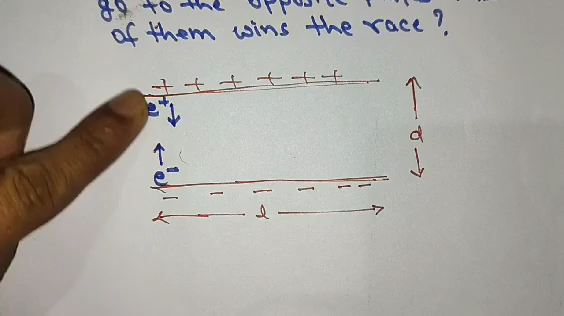 go to the opposite
of them wins the race?
+ + + + + +
e+
d
e-
- - - - - -
l